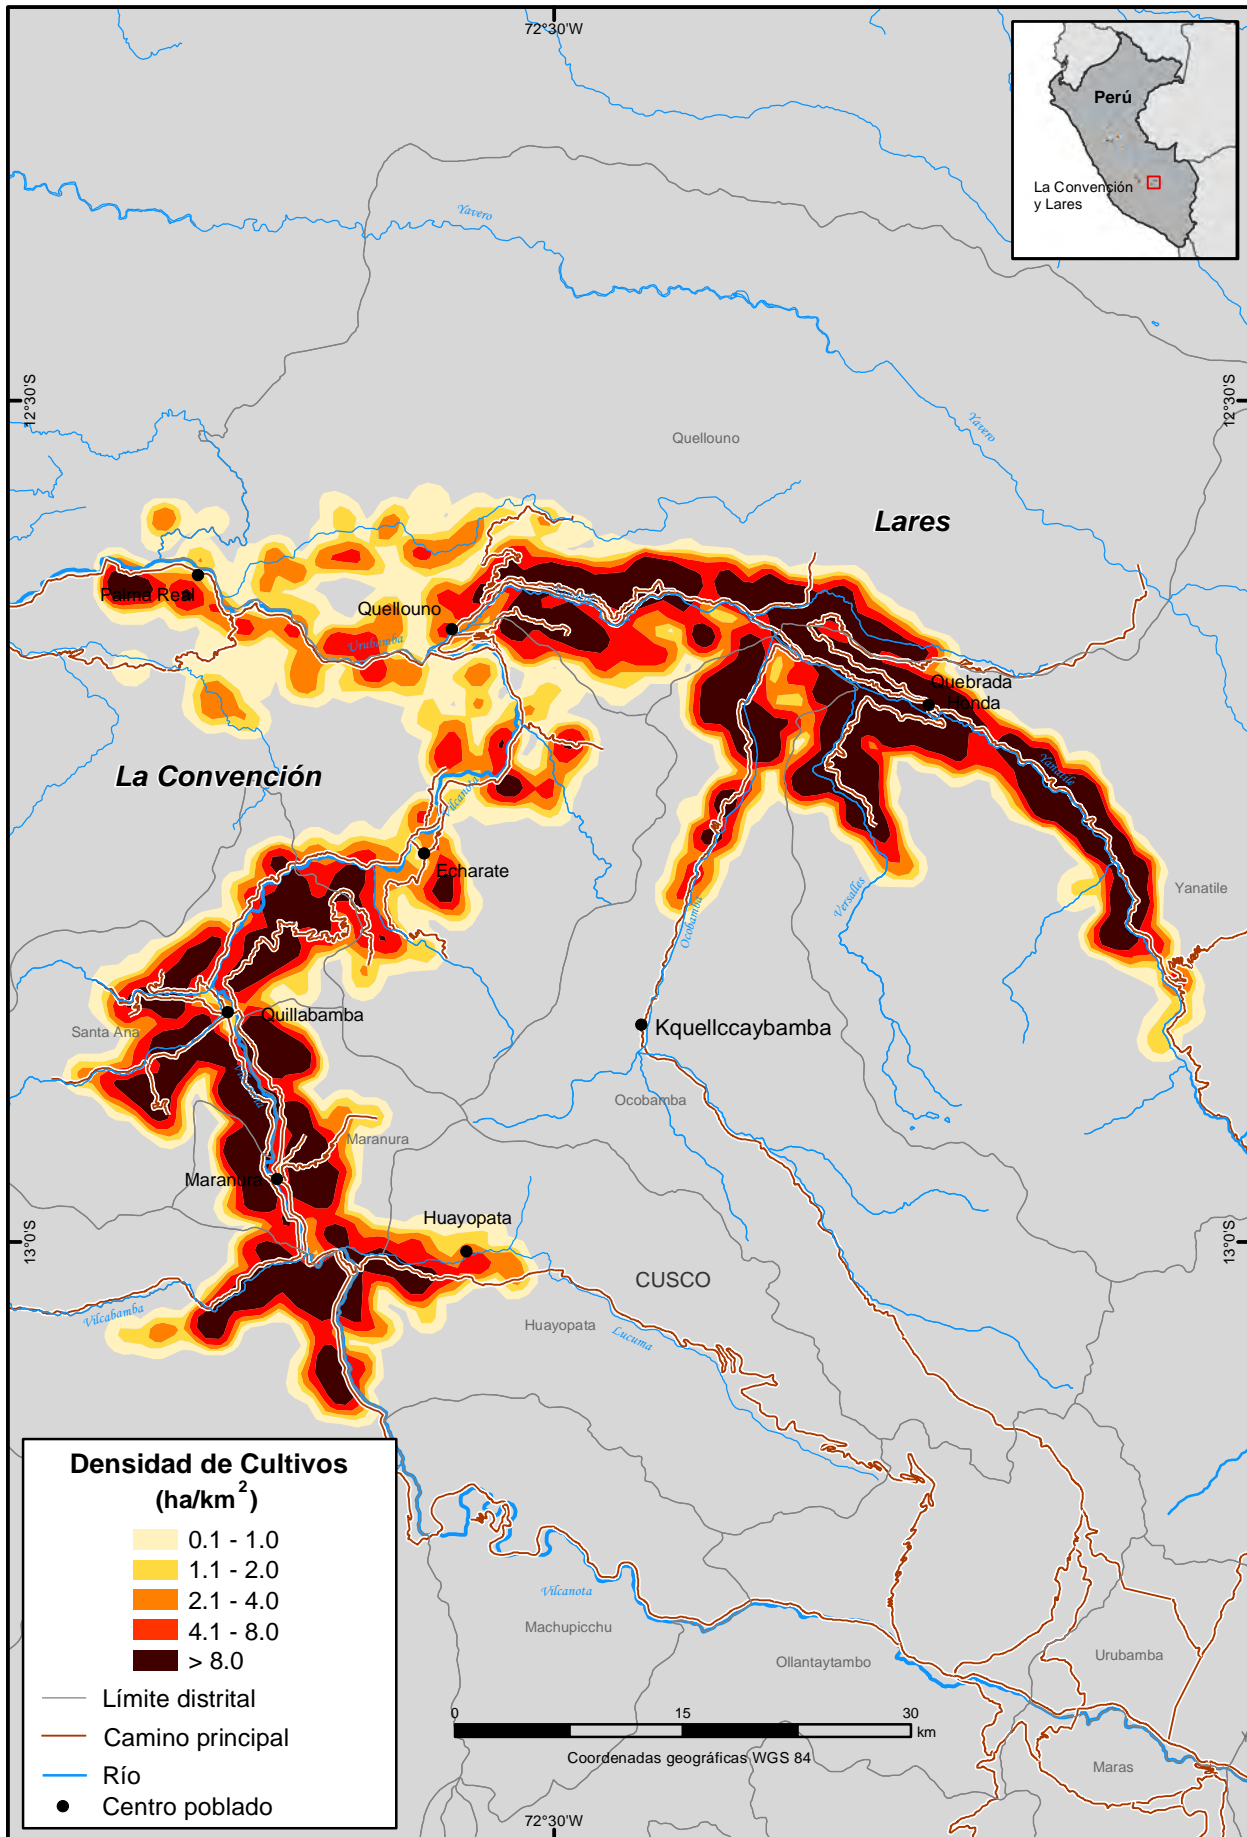 72°30'W
Perú
La Convención
y Lares
Yavero
12°30'S
12°30'S
Yavero
Quellouno
Lares
Palma Real
Quellouno
Urubamba
Quebrada
Honda
La Convención
Vilcanota
Yanatile
Echarate
Yanatile
Versalles
Ocobamba
Quillabamba
Santa Ana
Kquellccaybamba
Ocobamba
Maranura
Maranura
Huayopata
13°0'S
13°0'S
CUSCO
Vilcabamba
Huayopata
Lucuma
Densidad de Cultivos
(ha/km²)
0.1 - 1.0
1.1 - 2.0
2.1 - 4.0
4.1 - 8.0
> 8.0
Límite distrital
Camino principal
Río
Centro poblado
Vilcanota
Machupicchu
Ollantaytambo
Urubamba
0 15 30
km
Coordenadas geográficas WGS 84
Maras
72°30'W